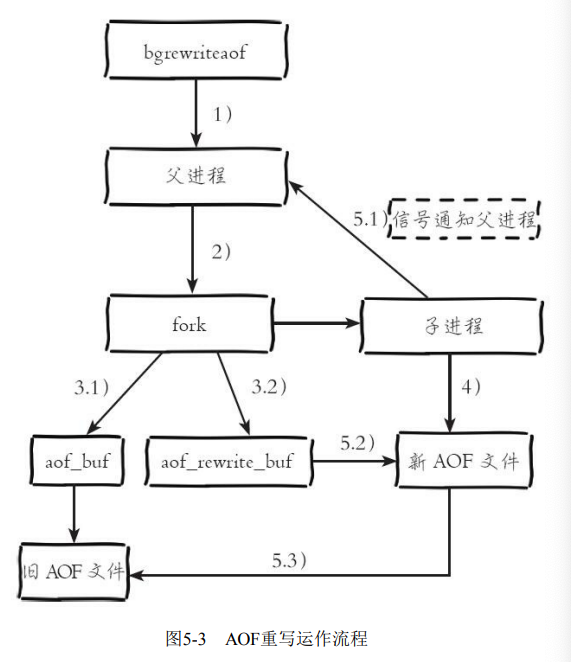 bgrewriteaof
1)
父进程
5.1)
信号通知父进程
2)
fork
子进程
3.1)
3.2)
4)
aof_buf
aof_rewrite_buf
5.2)
新 AOF 文件
旧 AOF 文件
5.3)
图5-3 AOF重写运作流程